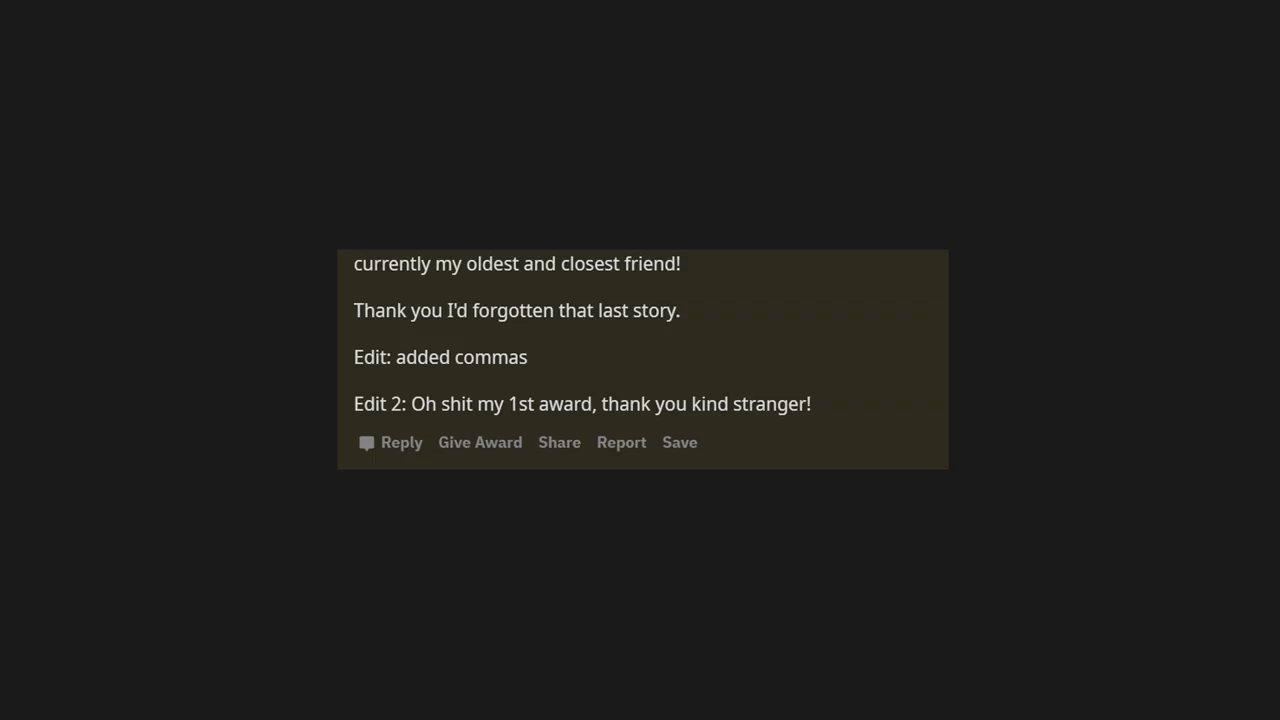 currently my oldest and closest friend!
Thank you I'd forgotten that last story.
Edit: added commas
Edit 2: Oh shit my 1st award, thank you kind stranger!
Reply Give Award Share Report Save